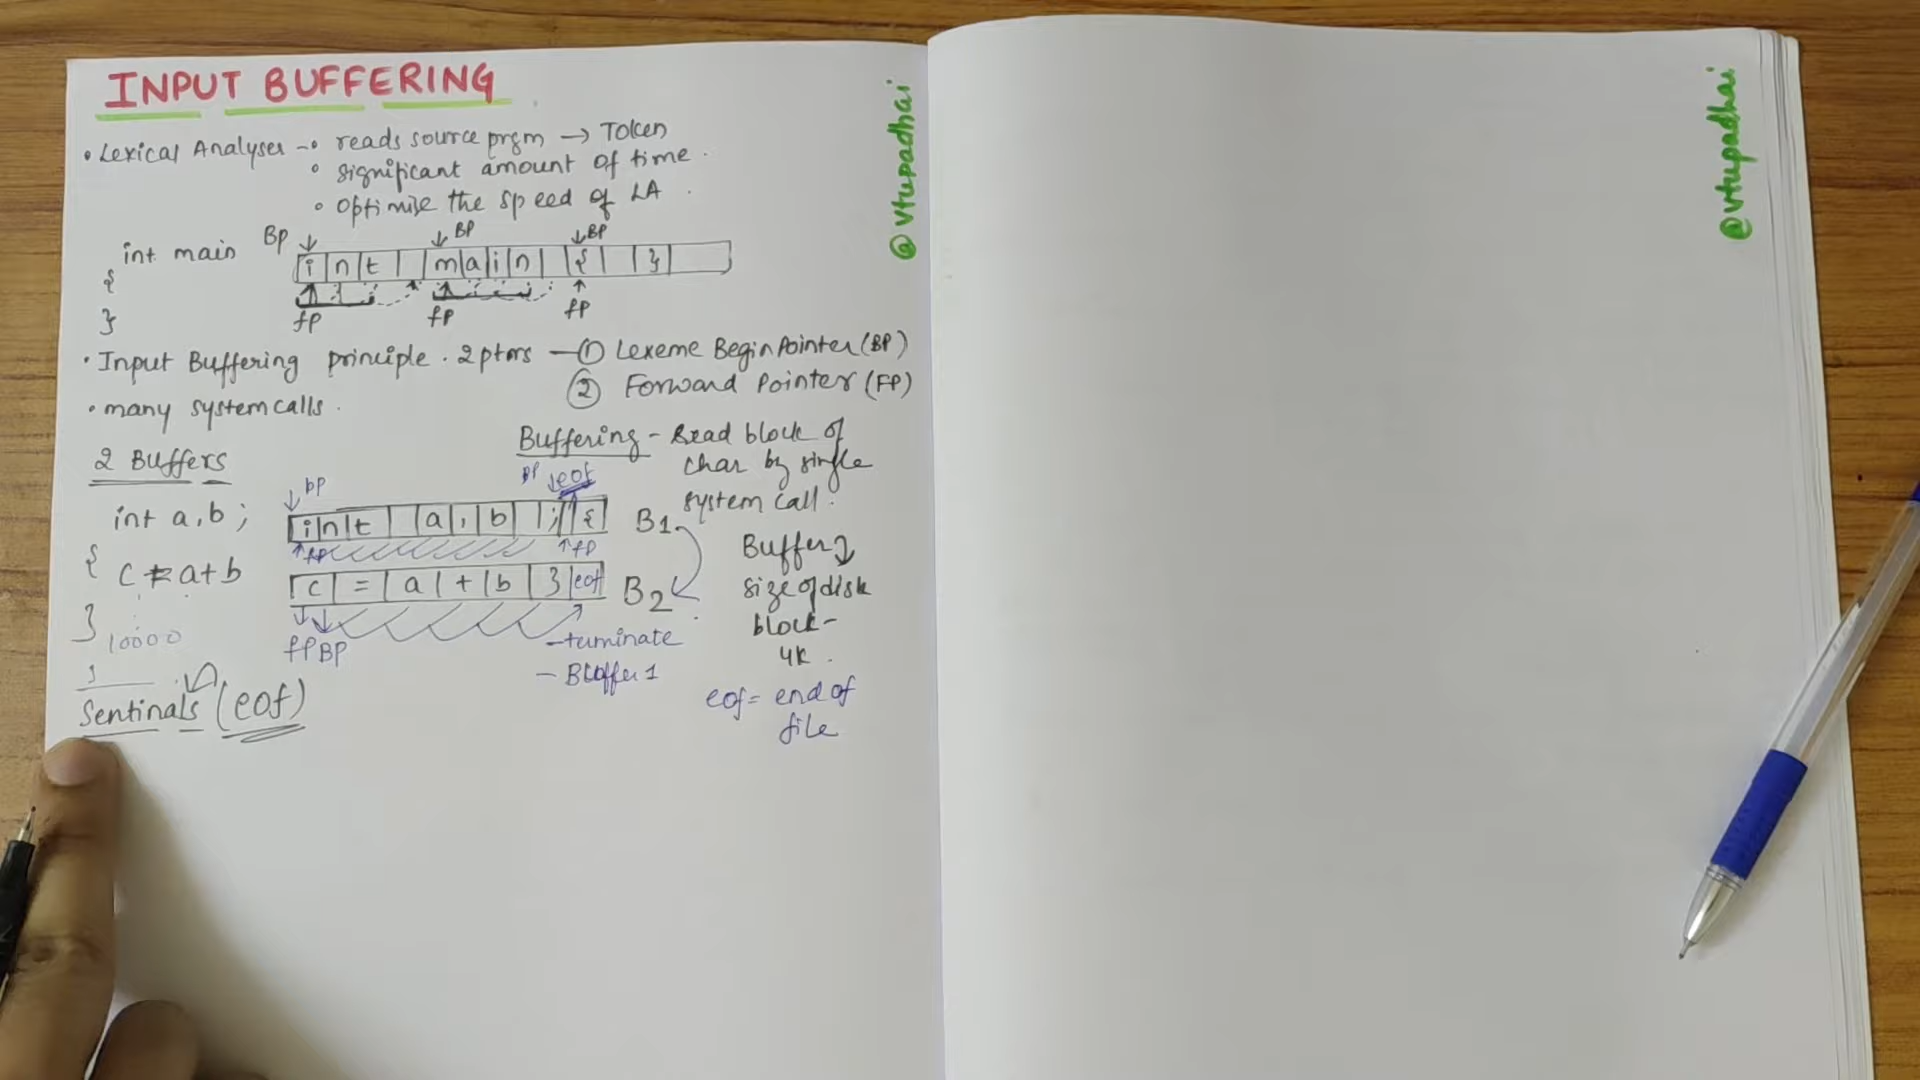 INPUT BUFFERING
• Lexical Analyser -• reads source prgm → Token
• significant amount of time.
• optimise the speed of LA.
int main
{
}
BP BP BP
i n t m a i n { }
fp fp fp
• Input Buffering principle. 2 ptrs - ① Lexeme Begin Pointer (BP)
② Forward Pointer (FP)
• many system calls.
Buffering - Read block of
char by single
system call.
2 Buffers
int a, b;
{ c = a+b
}
10000
}
bp BP eof
i n t a , b ; { B1
fp fp
c = a + b } eof B2
fp BP
- terminate
- Buffer 1
Buffer
size of disk
block -
4K.
eof = end of
file
Sentinals (eof)
@vtupadhai
@vtupadhai